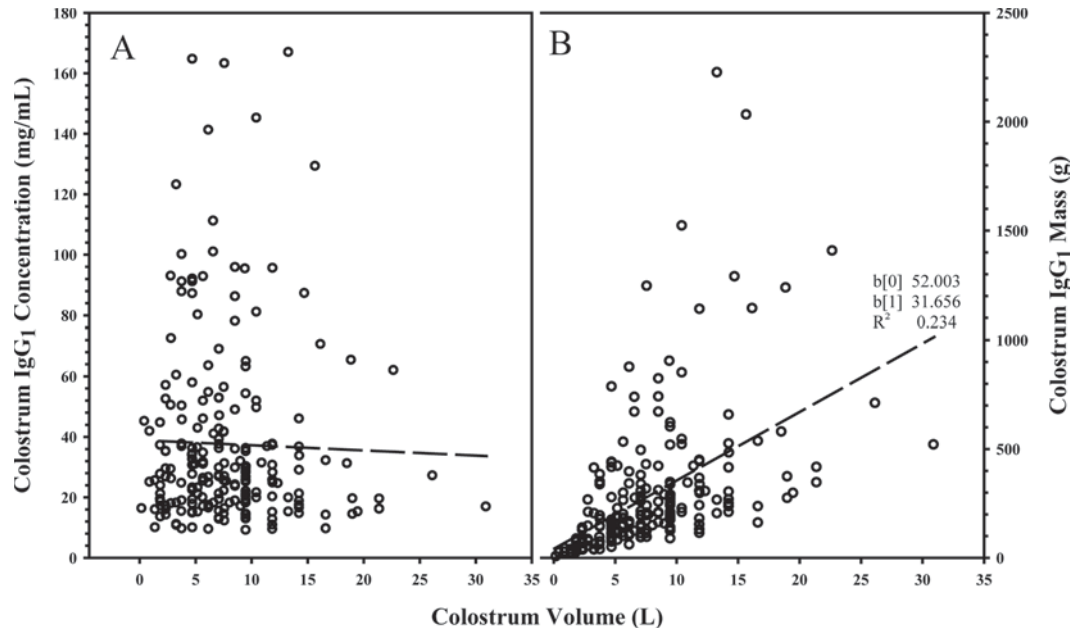 A
B
Colostrum IgG1 Concentration (mg/mL)
180
160
140
120
100
80
60
40
20
0
0 5 10 15 20 25 30 35
2500
2000
1500
1000
500
0
0 5 10 15 20 25 30 35
Colostrum IgG1 Mass (g)
b[0] 52.003
b[1] 31.656
R² 0.234
Colostrum Volume (L)